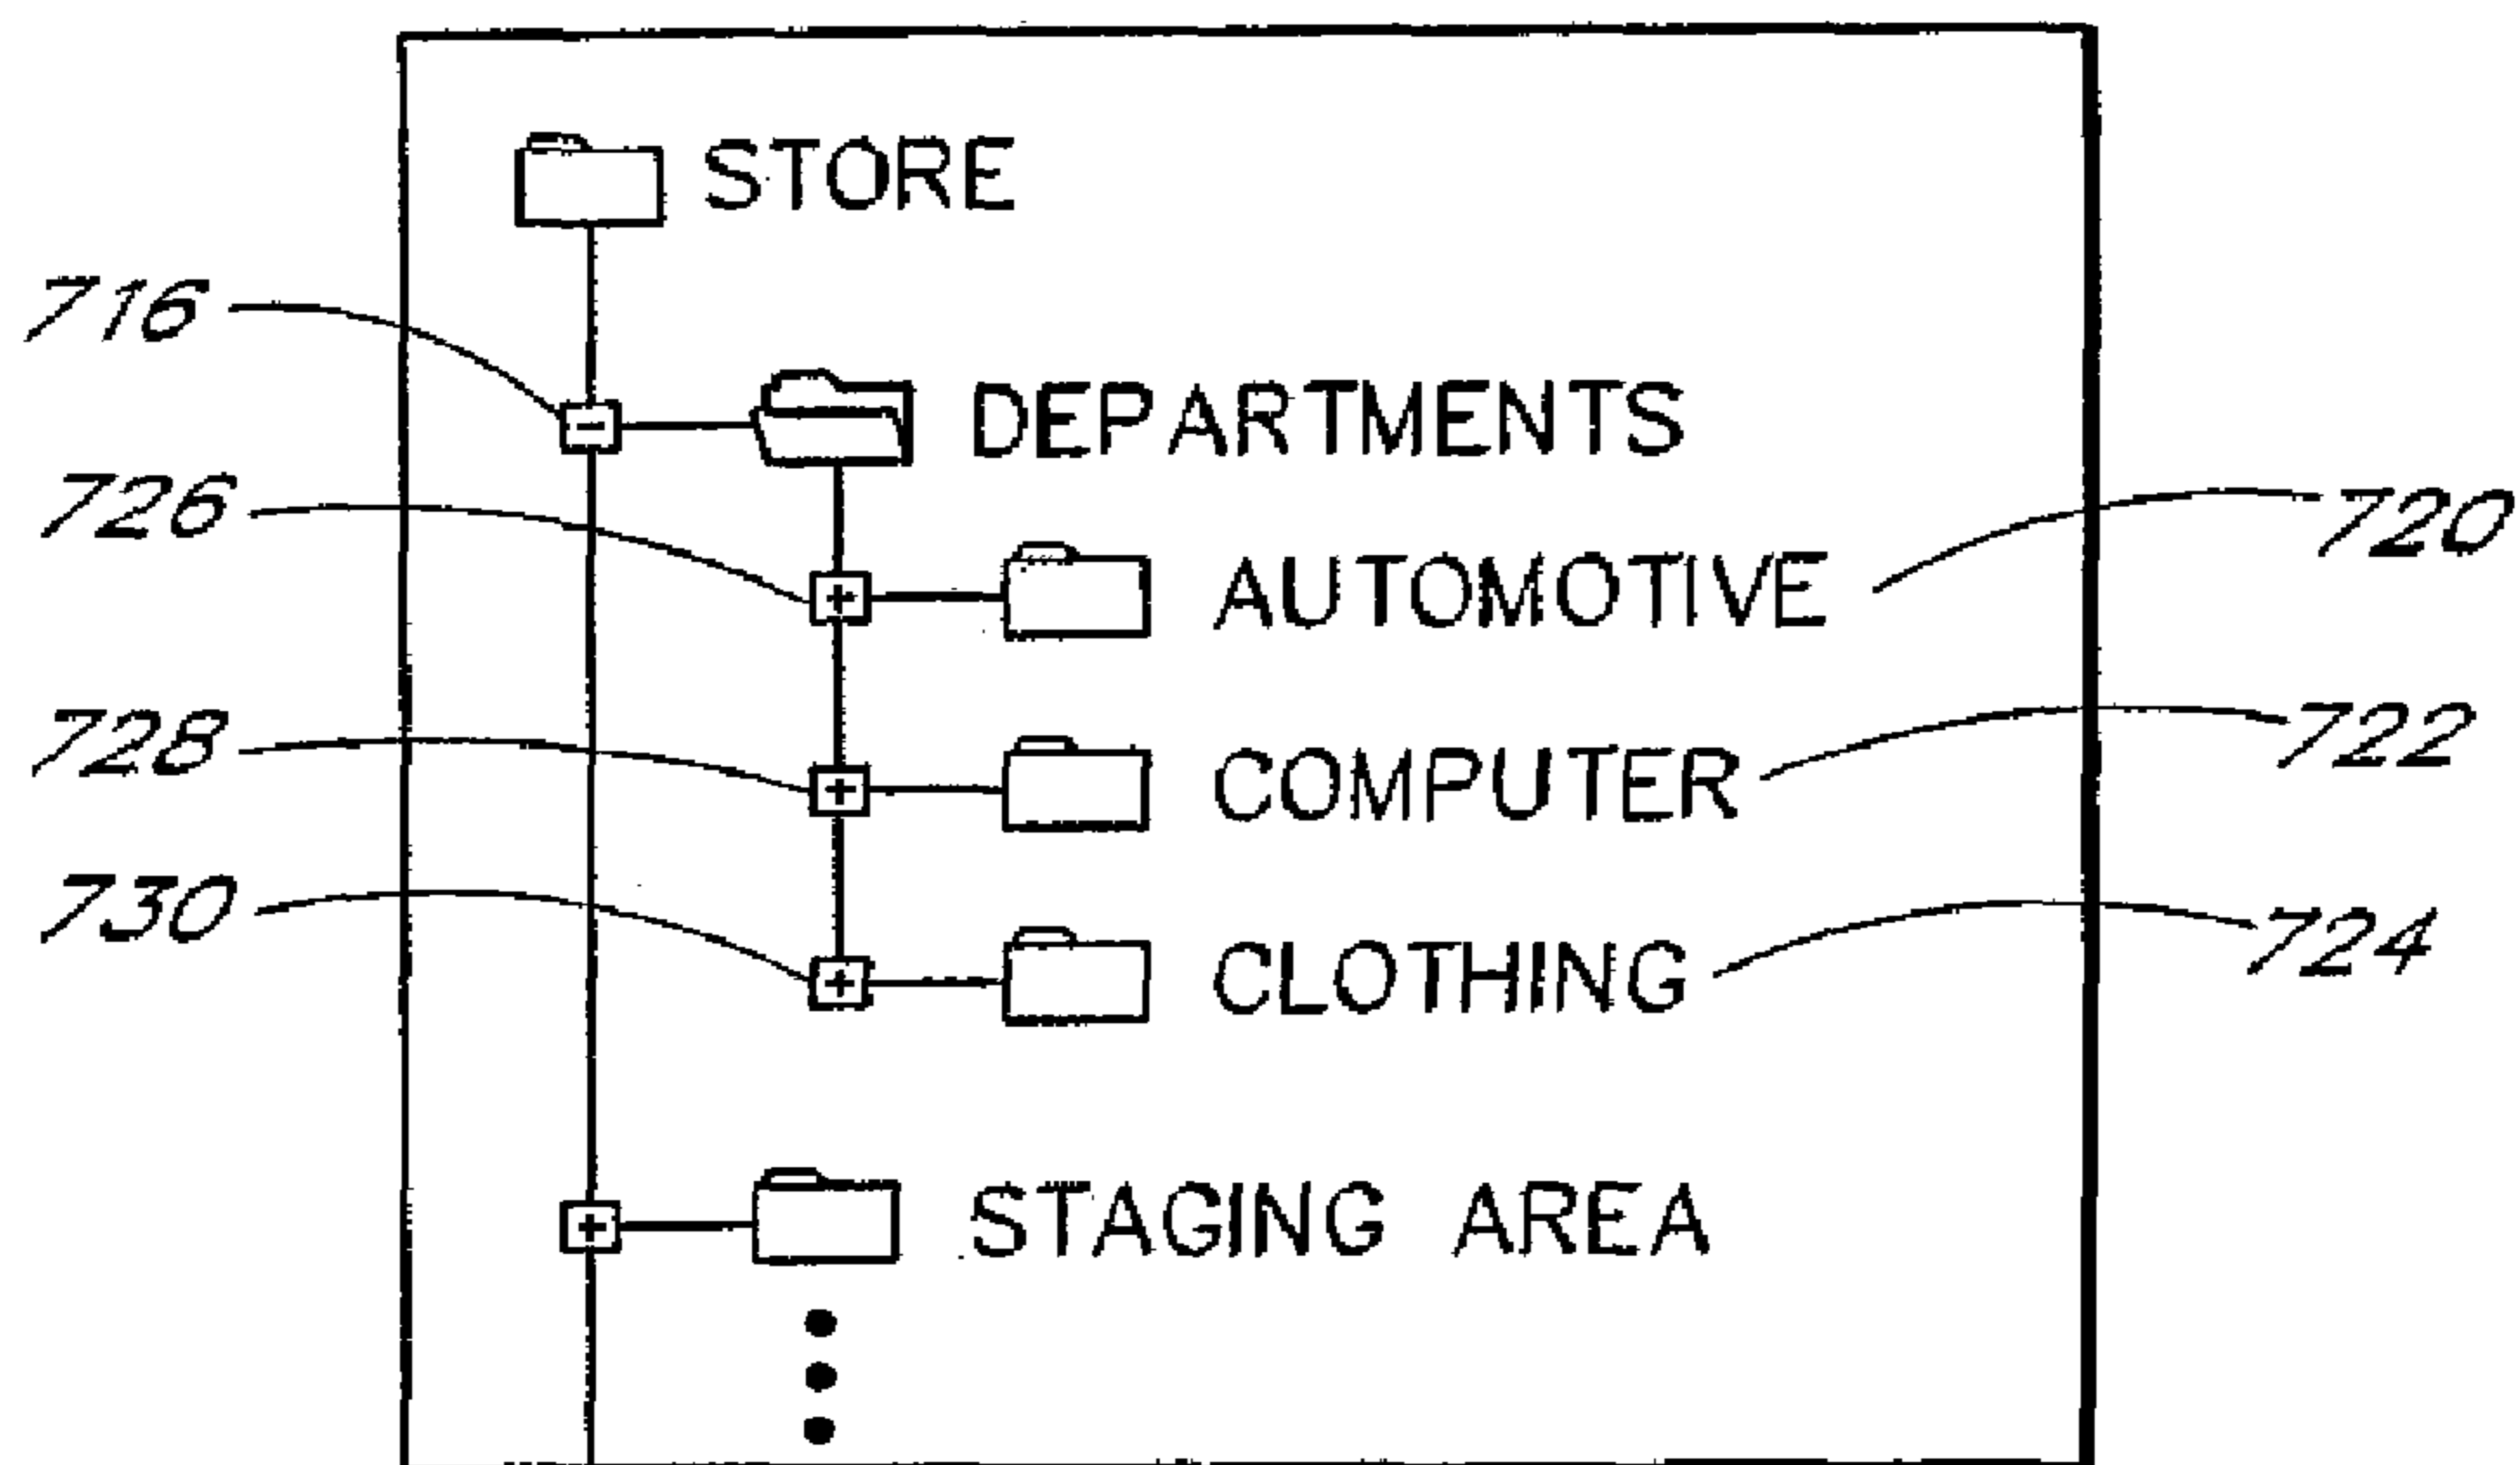 STORE
716
DEPARTMENTS
726
720
AUTOMOTIVE
728
722
COMPUTER
730
724
CLOTHING
STAGING AREA